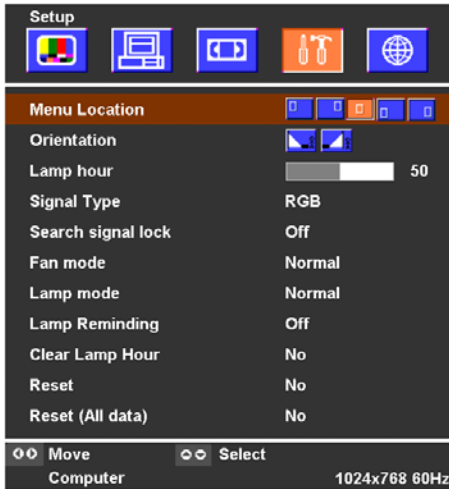 Setup
Menu Location
Orientation
Lamp hour 50
Signal Type RGB
Search signal lock Off
Fan mode Normal
Lamp mode Normal
Lamp Reminding Off
Clear Lamp Hour No
Reset No
Reset (All data) No
Move Select
Computer 1024x768 60Hz